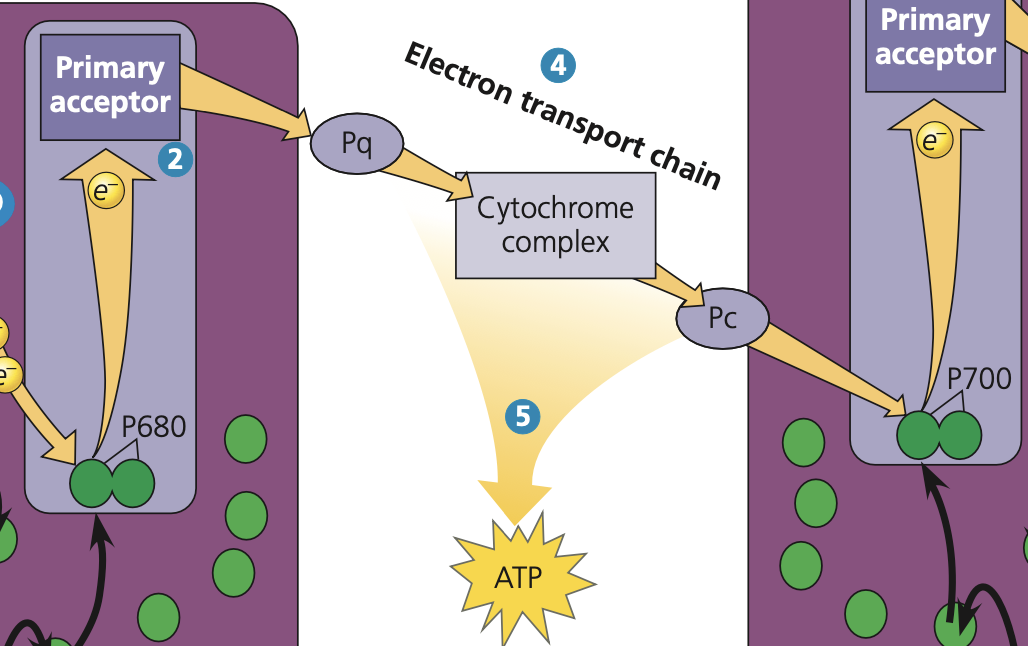 Primary
acceptor
2
e⁻
P680
e⁻
Pq
4
Electron transport chain
Cytochrome
complex
Pc
5
ATP
Primary
acceptor
e⁻
P700